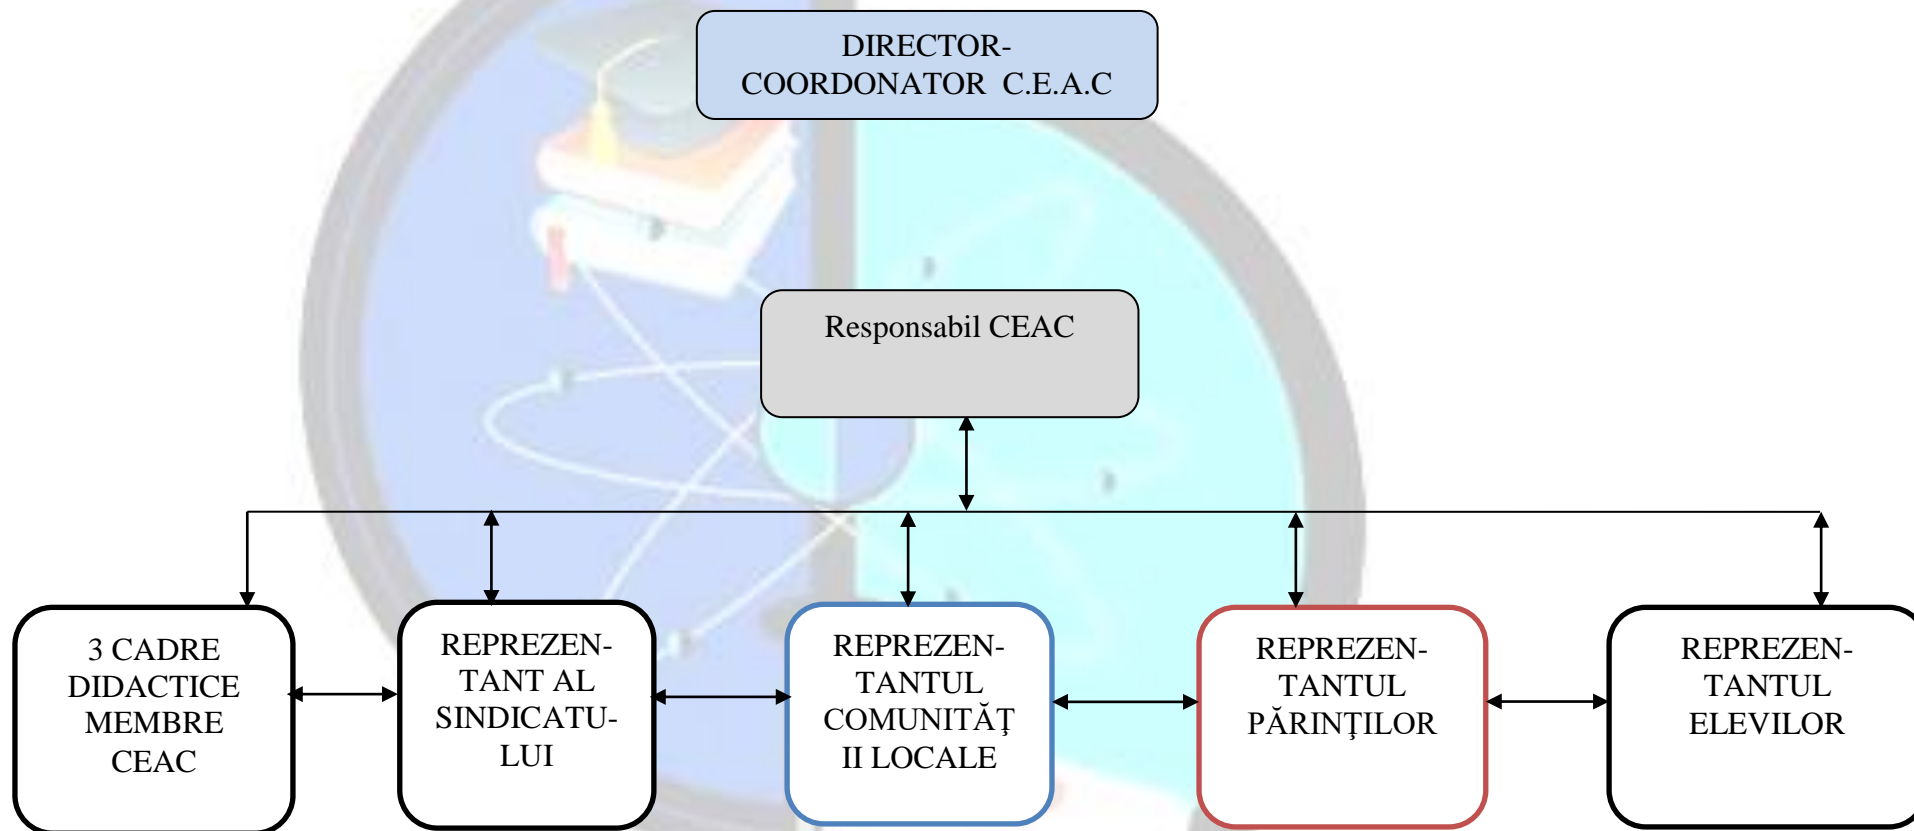 DIRECTOR-
COORDONATOR C.E.A.C
Responsabil CEAC
3 CADRE
DIDACTICE
MEMBRE
CEAC
REPREZEN-
TANT AL
SINDICATU-
LUI
REPREZEN-
TANTUL
COMUNITĂŢ
II LOCALE
REPREZEN-
TANTUL
PĂRINŢILOR
REPREZEN-
TANTUL
ELEVILOR